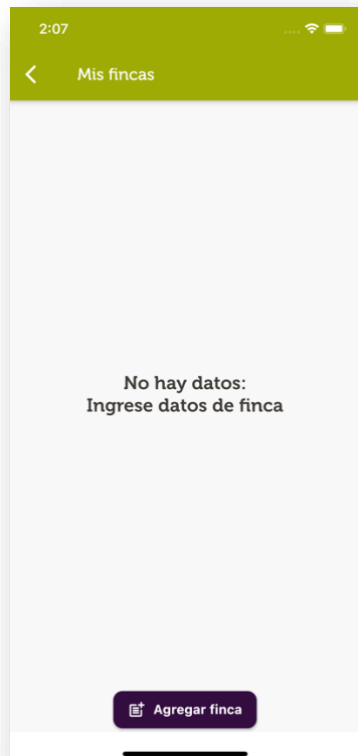 2:07
Mis fincas
No hay datos:
Ingrese datos de finca
Agregar finca